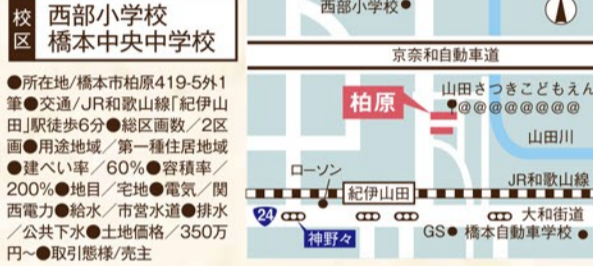 校区
西部小学校
橋本中央中学校
●所在地/橋本市柏原419-5外1
筆●交通/JR和歌山線「紀伊山
田」駅徒歩6分●総区画数/2区
画●用途地域/第一種住居地域
●建ぺい率/60%●容積率/
200%●地目/宅地●電気/関
西電力●給水/市営水道●排水
/公共下水●土地価格/350万
円〜●取引態様/売主
西部小学校●
京奈和自動車道
山田さつきこどもえん
@@@@@@@@@
柏原
山田川
ローソン
JR和歌山線
紀伊山田
24
大和街道
神野々
GS● 橋本自動車学校●